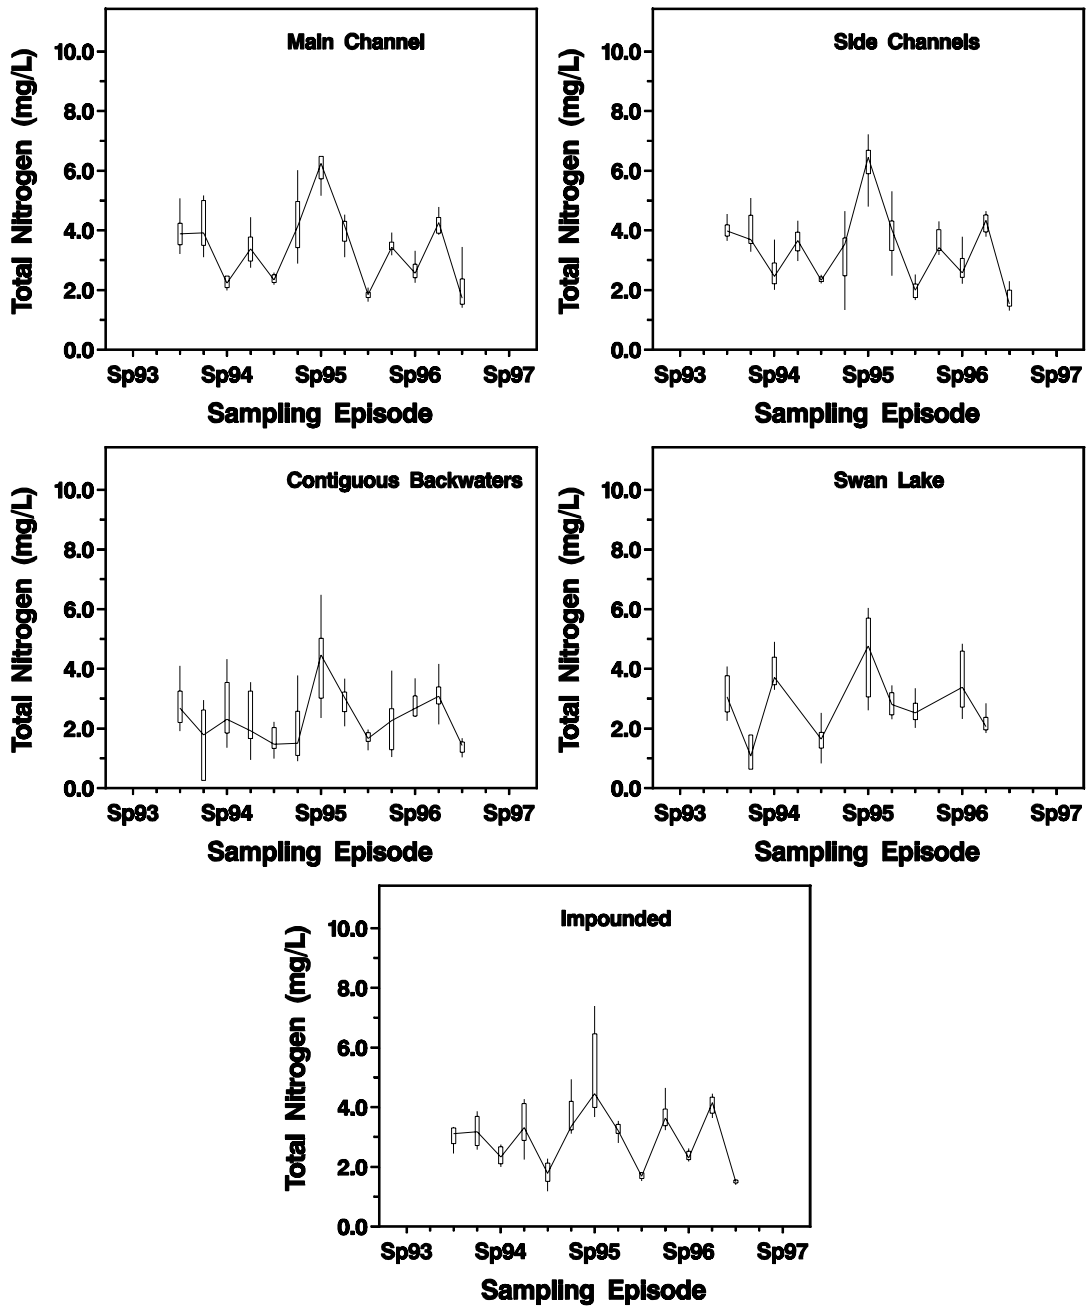 Main Channel
Total Nitrogen (mg/L)
10.0
8.0
6.0
4.0
2.0
0.0
Sp93 Sp94 Sp95 Sp96 Sp97
Sampling Episode
Side Channels
Total Nitrogen (mg/L)
10.0
8.0
6.0
4.0
2.0
0.0
Sp93 Sp94 Sp95 Sp96 Sp97
Sampling Episode
Contiguous Backwaters
Total Nitrogen (mg/L)
10.0
8.0
6.0
4.0
2.0
0.0
Sp93 Sp94 Sp95 Sp96 Sp97
Sampling Episode
Swan Lake
Total Nitrogen (mg/L)
10.0
8.0
6.0
4.0
2.0
0.0
Sp93 Sp94 Sp95 Sp96 Sp97
Sampling Episode
Impounded
Total Nitrogen (mg/L)
10.0
8.0
6.0
4.0
2.0
0.0
Sp93 Sp94 Sp95 Sp96 Sp97
Sampling Episode